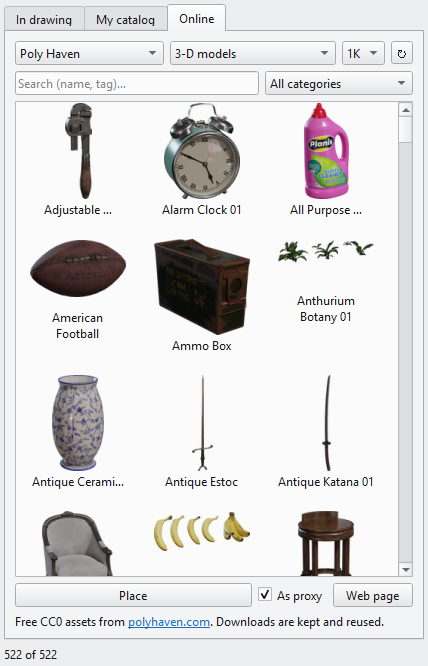 In drawing
My catalog
Online
Poly Haven
3-D models
1K
Search (name, tag)...
All categories
Planis
Adjustable ...
Alarm Clock 01
All Purpose ...
American
Football
Ammo Box
Anthurium
Botany 01
Antique Cerami...
Antique Estoc
Antique Katana 01
Place
As proxy
Web page
Free CC0 assets from polyhaven.com. Downloads are kept and reused.
522 of 522